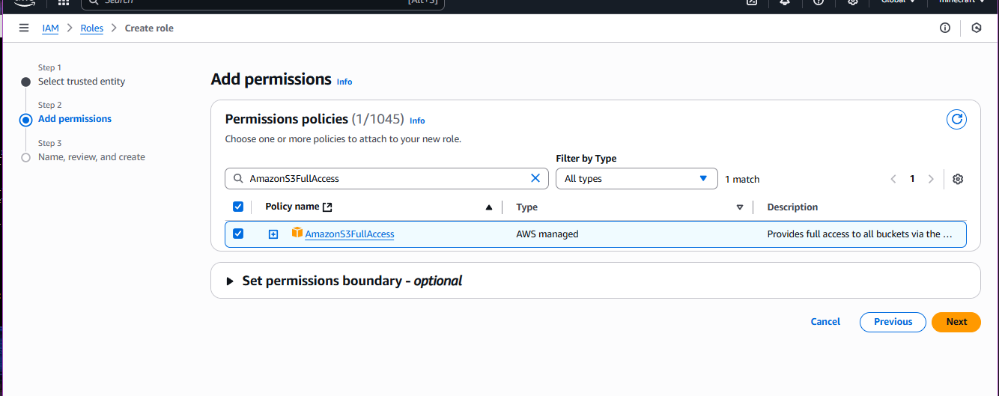 Search
[Alt+S]
Global
minecraft
IAM > Roles > Create role
Step 1
Select trusted entity
Step 2
Add permissions
Step 3
Name, review, and create
Add permissions Info
Permissions policies (1/1045) Info
Choose one or more policies to attach to your new role.
Filter by Type
AmazonS3FullAccess
All types
1 match
1
Policy name
Type
Description
AmazonS3FullAccess
AWS managed
Provides full access to all buckets via the ...
Set permissions boundary - optional
Cancel
Previous
Next